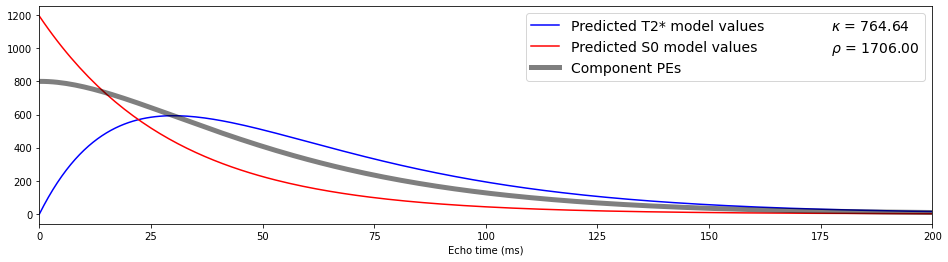 1200
1000
800
600
400
200
0
Predicted T2* model values κ = 764.64
Predicted S0 model values ρ = 1706.00
Component PEs
0 25 50 75 100 125 150 175 200
Echo time (ms)